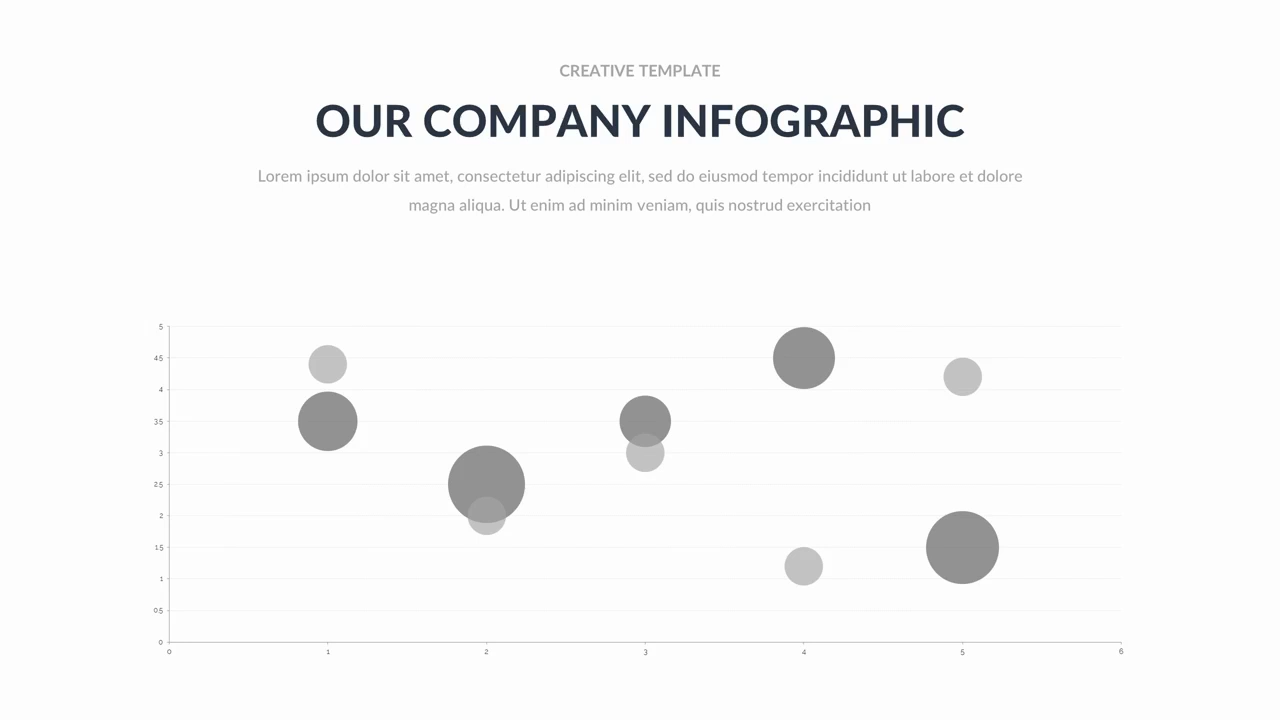 CREATIVE TEMPLATE
OUR COMPANY INFOGRAPHIC
Lorem ipsum dolor sit amet, consectetur adipiscing elit, sed do eiusmod tempor incididunt ut labore et dolore
magna aliqua. Ut enim ad minim veniam, quis nostrud exercitation
5
4.5
4
3.5
3
2.5
2
1.5
1
0.5
0
0 1 2 3 4 5 6